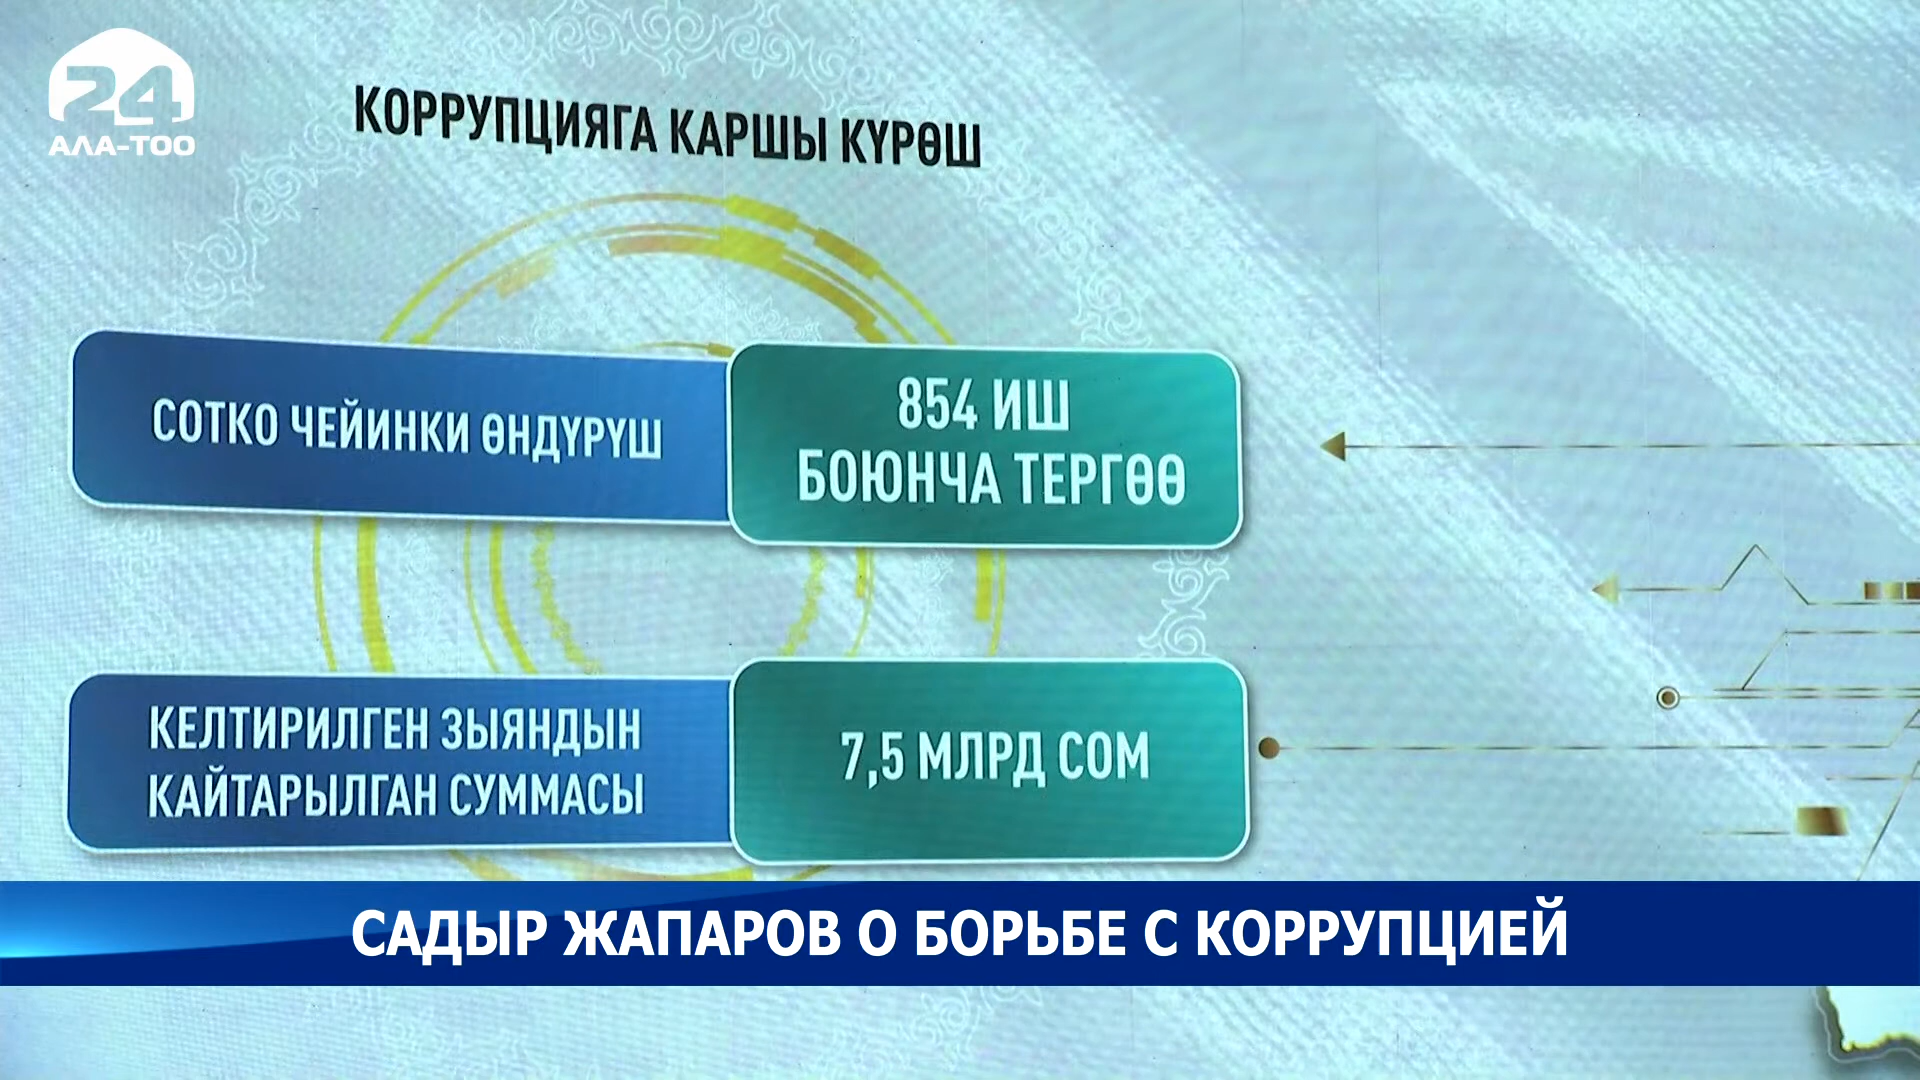 24
АЛА-ТОО
КОРРУПЦИЯГА КАРШЫ КҮРӨШ
СОТКО ЧЕЙИНКИ ӨНДҮРҮШ
854 ИШ
БОЮНЧА ТЕРГӨӨ
КЕЛТИРИЛГЕН ЗЫЯНДЫН
КАЙТАРЫЛГАН СУММАСЫ
7,5 МЛРД СОМ
САДЫР ЖАПАРОВ О БОРЬБЕ С КОРРУПЦИЕЙ